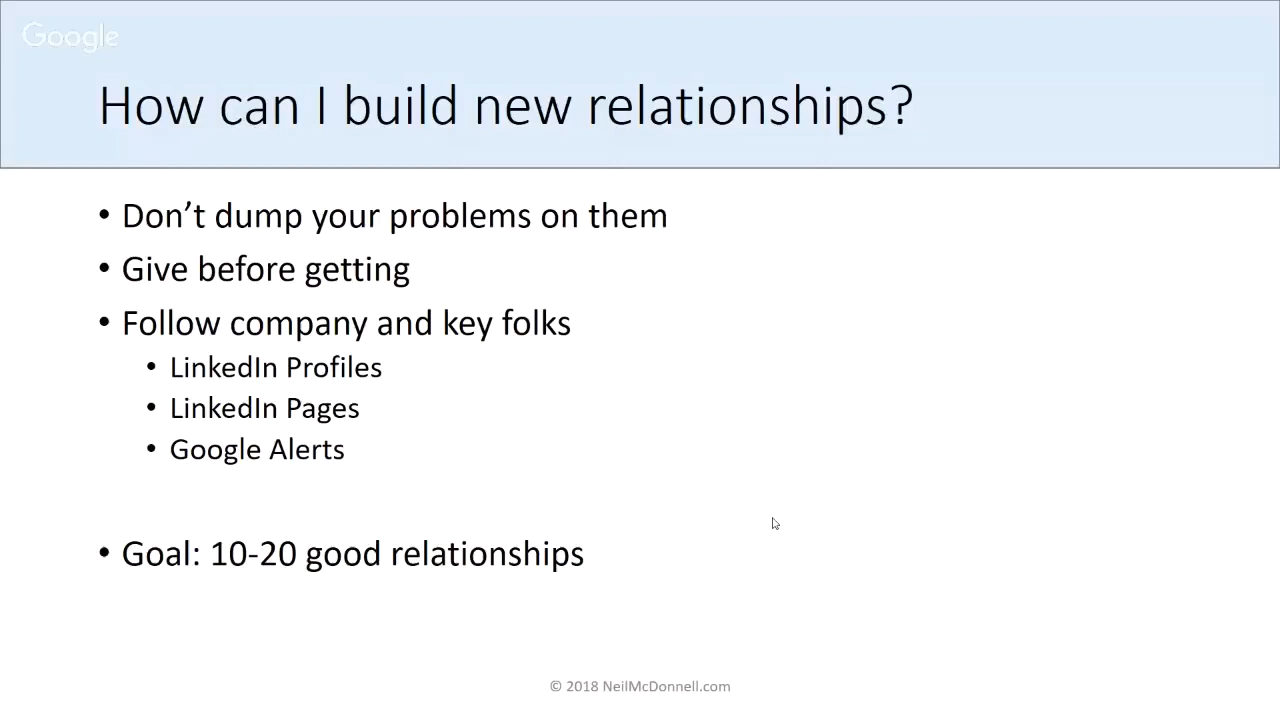 Google
How can I build new relationships?
• Don’t dump your problems on them
• Give before getting
• Follow company and key folks
• LinkedIn Profiles
• LinkedIn Pages
• Google Alerts
• Goal: 10-20 good relationships
© 2018 NeilMcDonnell.com